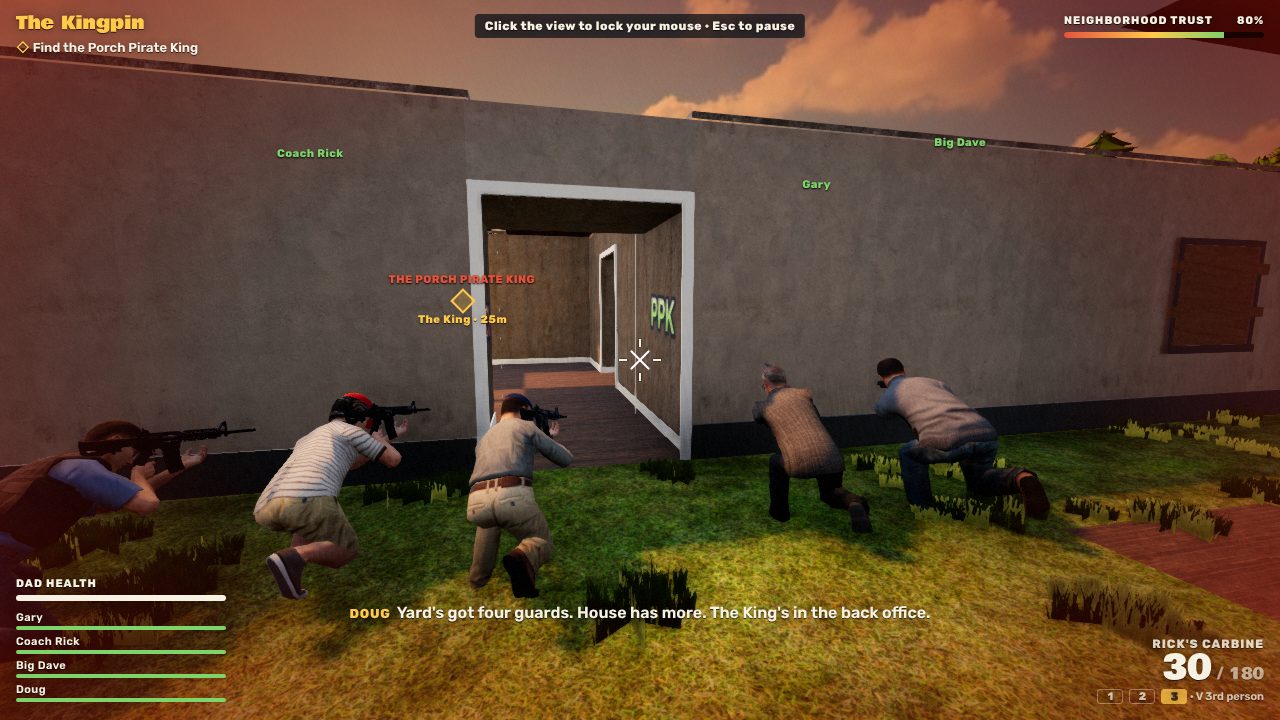 The Kingpin
Find the Porch Pirate King
Click the view to lock your mouse • Esc to pause
NEIGHBORHOOD TRUST 80%
Coach Rick
Big Dave
Gary
THE PORCH PIRATE KING
The King · 25m
PPK
DAD HEALTH
Gary
Coach Rick
Big Dave
Doug
DOUG Yard's got four guards. House has more. The King's in the back office.
RICK'S CARBINE
30 / 180
1 2 3 • V 3rd person